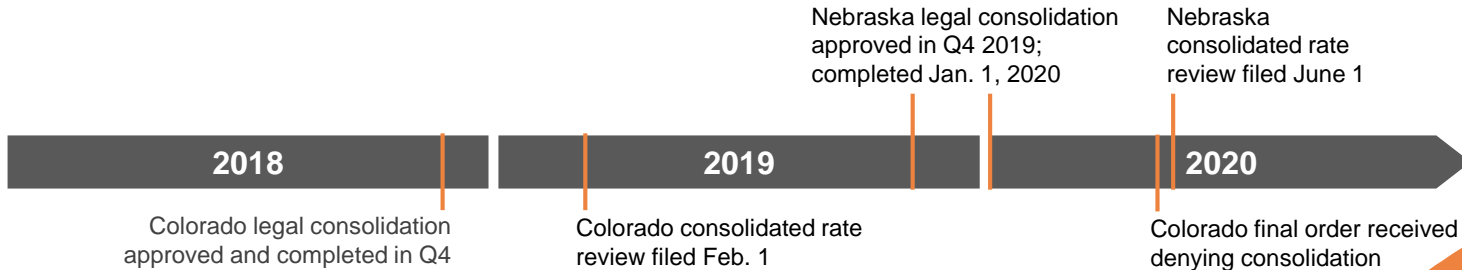 Nebraska legal consolidation
approved in Q4 2019;
completed Jan. 1, 2020
Nebraska
consolidated rate
review filed June 1
2018
2019
2020
Colorado legal consolidation
approved and completed in Q4
Colorado consolidated rate
review filed Feb. 1
Colorado final order received
denying consolidation